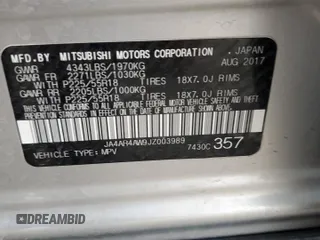 MFD BY MITSUBISHI MOTORS CORPORATION JAPAN
GVWR 4343LBS/1970KG AUG 2017
GAWR FR 2271LBS/1030KG
WITH P225/55R18 TIRES 18X7.0J RIMS
GAWR RR 2205LBS/1000KG
WITH P225/55R18 TIRES 18X7.0J RIMS
JA4AR4AW9JZ003989 7430C 357
VEHICLE TYPE: MPV
DREAMBID